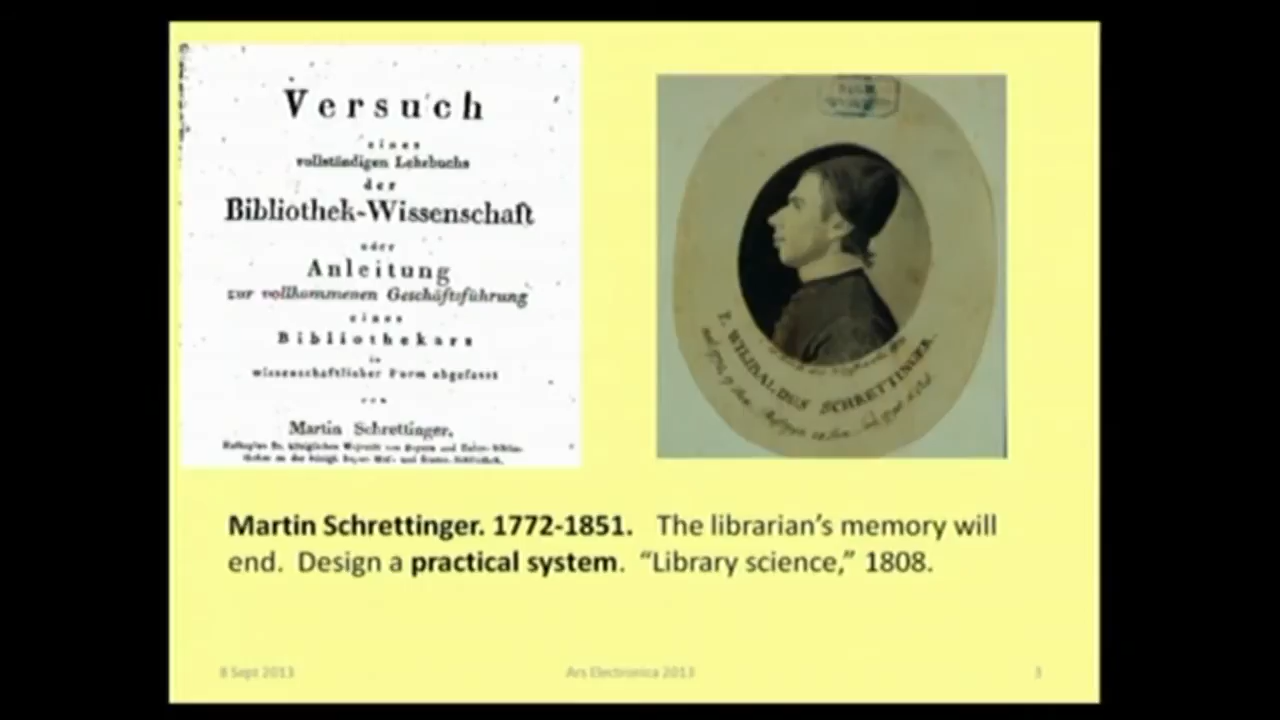 Versuch
eines
vollständigen Lehrbuchs
der
Bibliothek-Wissenschaft
oder
Anleitung
zur vollkommenen Geschäftsführung
eines
Bibliothekars
in
wissenschaftlicher Form abgefasst
von
Martin Schrettinger,
P. WILIBALDUS SCHRETTINGER.
Martin Schrettinger. 1772-1851. The librarian's memory will
end. Design a practical system. “Library science,” 1808.
8 Sept 2013
Ars Electronica 2013
3